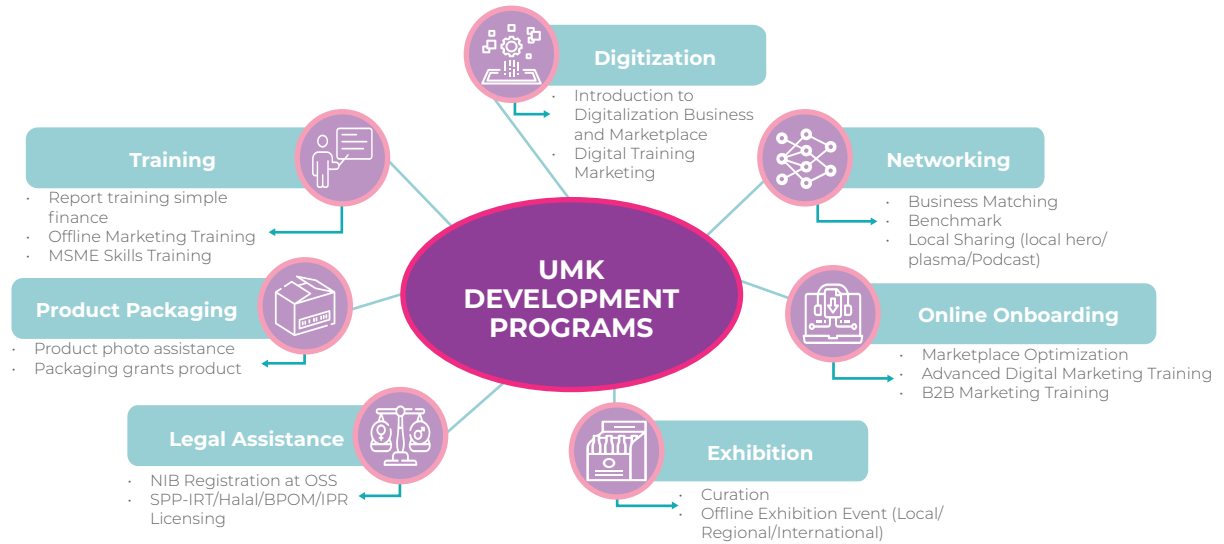 Digitization
• Introduction to
Digitalization Business
and Marketplace
• Digital Training
Marketing
Training
• Report training simple
finance
• Offline Marketing Training
• MSME Skills Training
Networking
• Business Matching
• Benchmark
• Local Sharing (local hero/
plasma/Podcast)
UMK
DEVELOPMENT
PROGRAMS
Product Packaging
• Product photo assistance
• Packaging grants product
Online Onboarding
• Marketplace Optimization
• Advanced Digital Marketing Training
• B2B Marketing Training
Legal Assistance
• NIB Registration at OSS
• SPP-IRT/Halal/BPOM/IPR
Licensing
Exhibition
• Curation
• Offline Exhibition Event (Local/
Regional/International)